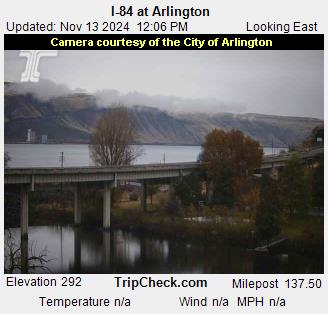 I-84 at Arlington
Updated: Nov 13 2024 12:06 PM Looking East
Camera courtesy of the City of Arlington
Elevation 292 TripCheck.com Milepost 137.50
Temperature n/a Wind n/a MPH n/a